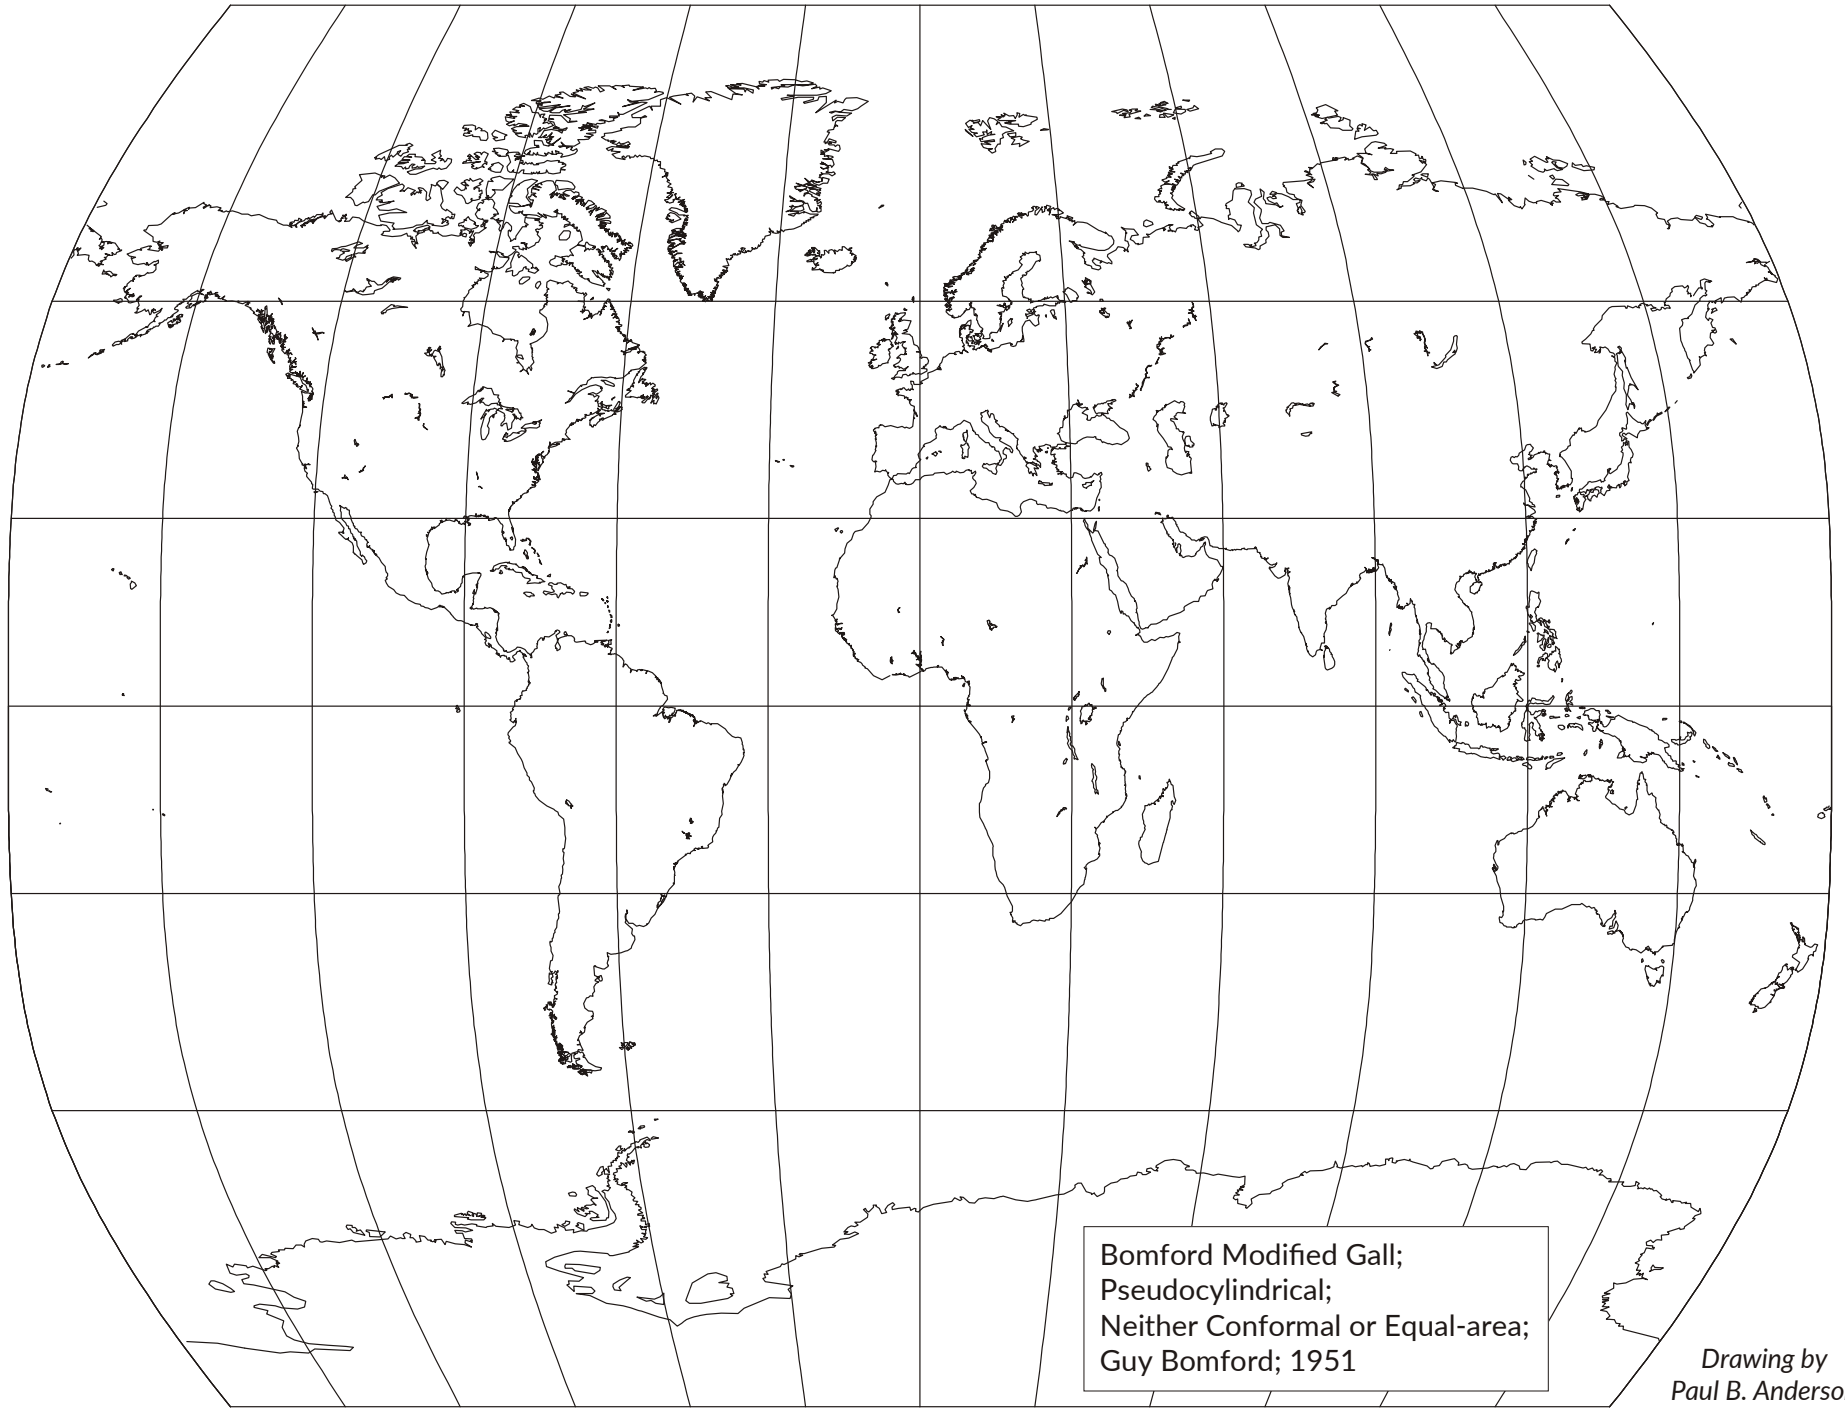 Bomford Modified Gall;
Pseudocylindrical;
Neither Conformal or Equal-area;
Guy Bomford; 1951
Drawing by
Paul B. Anderso